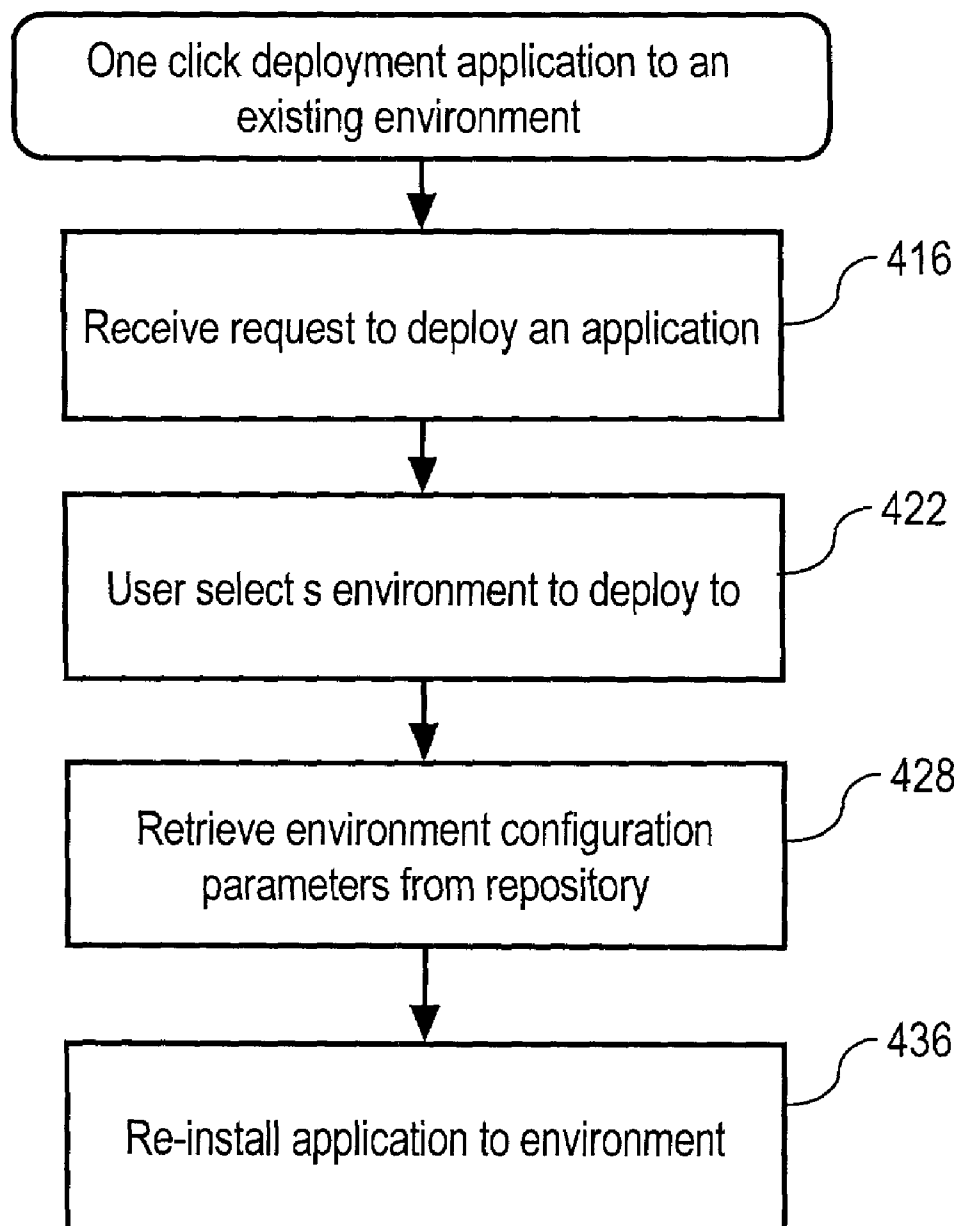 One click deployment application to an
existing environment
416
Receive request to deploy an application
422
User select s environment to deploy to
428
Retrieve environment configuration
parameters from repository
436
Re-install application to environment